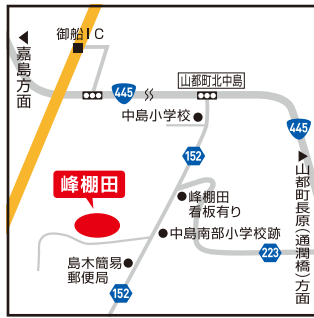 御船IC
◀嘉島方面
445
山都町北中島
中島小学校
445
152
▶山都町長原(通潤橋)方面
峰棚田
峰棚田
看板有り
中島南部小学校跡
223
島木簡易
郵便局
152